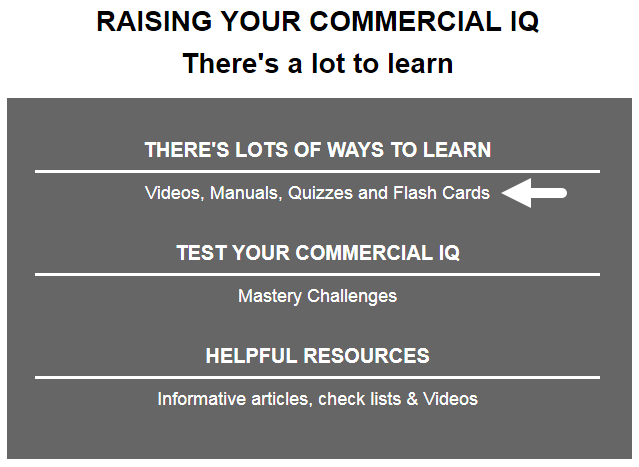 RAISING YOUR COMMERCIAL IQ
There's a lot to learn
THERE'S LOTS OF WAYS TO LEARN
Videos, Manuals, Quizzes and Flash Cards
TEST YOUR COMMERCIAL IQ
Mastery Challenges
HELPFUL RESOURCES
Informative articles, check lists & Videos